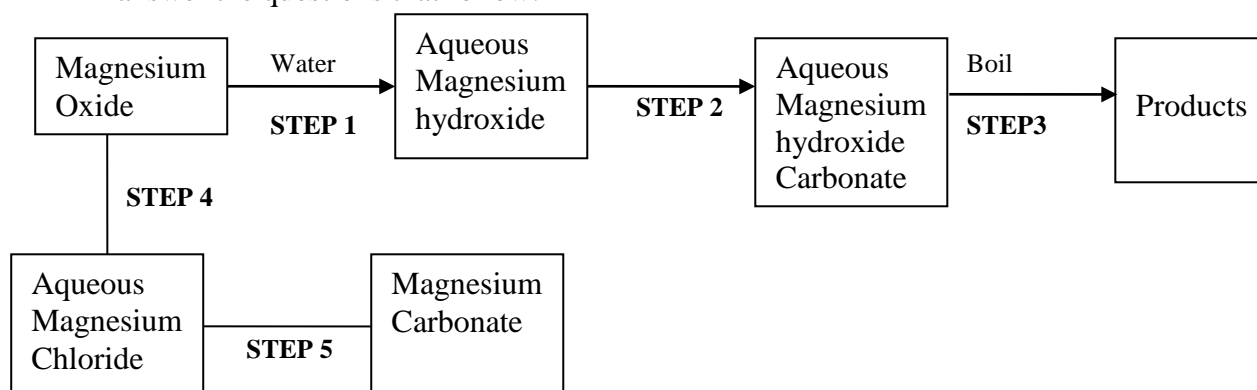 Magnesium
Oxide
Water
STEP 1
Aqueous
Magnesium
hydroxide
STEP 2
Aqueous
Magnesium
hydroxide
Carbonate
Boil
STEP3
Products
STEP 4
Aqueous
Magnesium
Chloride
STEP 5
Magnesium
Carbonate